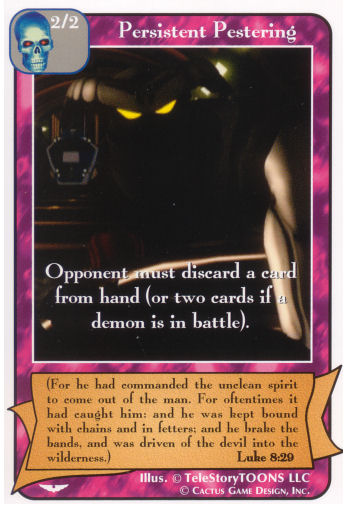 2/2
Persistent Pestering
Opponent must discard a card
from hand (or two cards if a
demon is in battle).
(For he had commanded the unclean spirit
to come out of the man. For oftentimes it
had caught him: and he was kept bound
with chains and in fetters; and he brake the
bands, and was driven of the devil into the
wilderness.) Luke 8:29
Illus. © TeleStoryTOONS LLC
© Cactus Game Design, Inc.